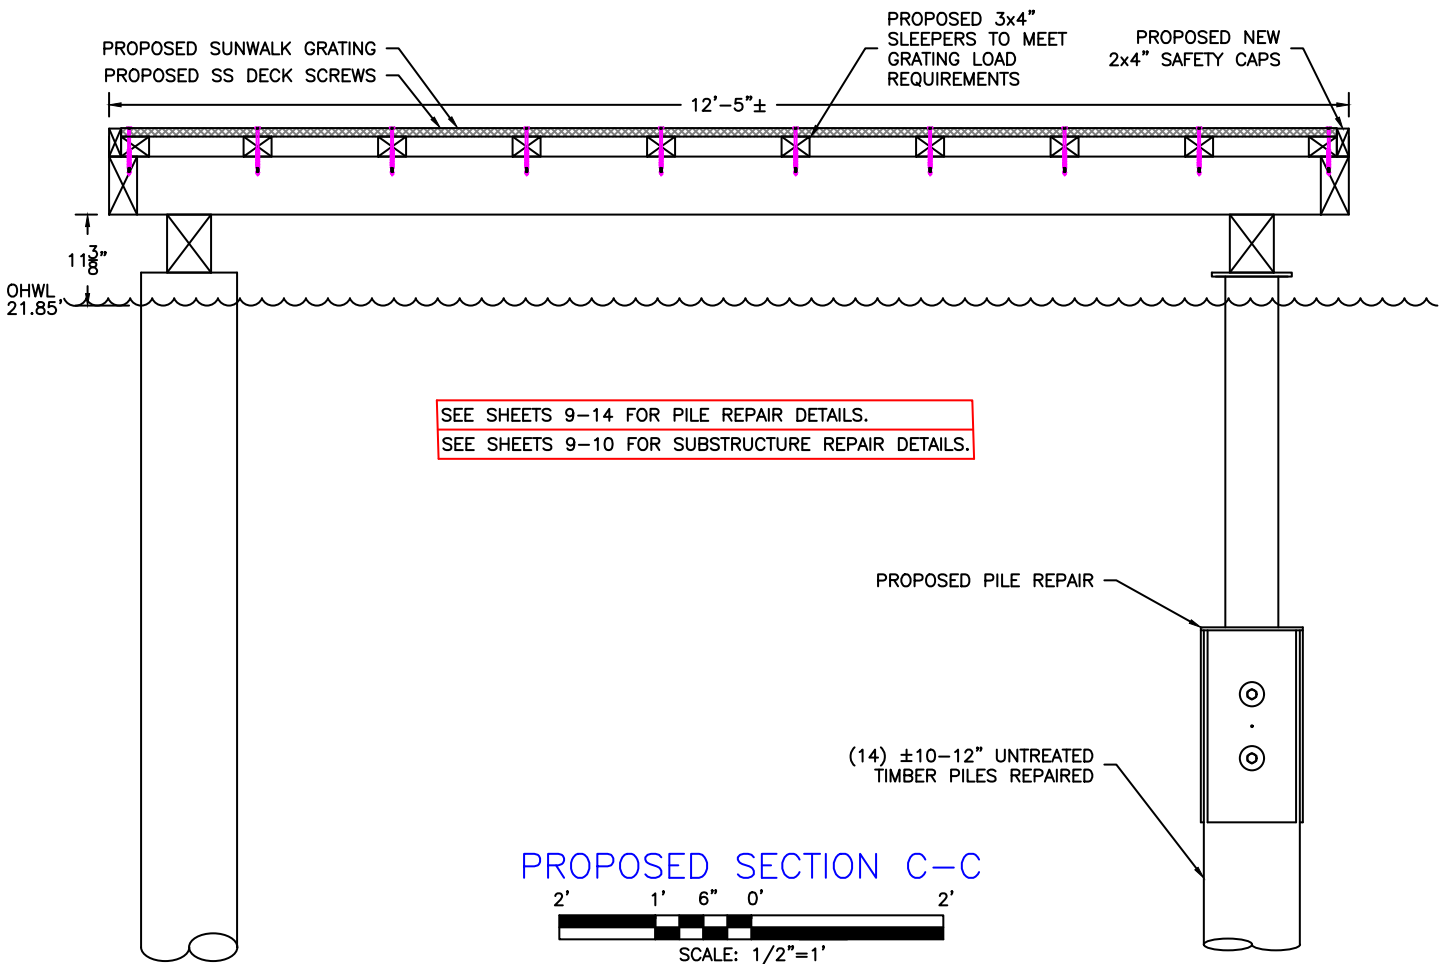 PROPOSED SUNWALK GRATING
PROPOSED SS DECK SCREWS
PROPOSED 3x4"
SLEEPERS TO MEET
GRATING LOAD
REQUIREMENTS
PROPOSED NEW
2x4" SAFETY CAPS
12'-5"±
11 3/8"
OHWL
21.85'
SEE SHEETS 9-14 FOR PILE REPAIR DETAILS.
SEE SHEETS 9-10 FOR SUBSTRUCTURE REPAIR DETAILS.
PROPOSED PILE REPAIR
(14) ±10-12" UNTREATED
TIMBER PILES REPAIRED
PROPOSED SECTION C-C
2' 1' 6" 0' 2'
SCALE: 1/2"=1'